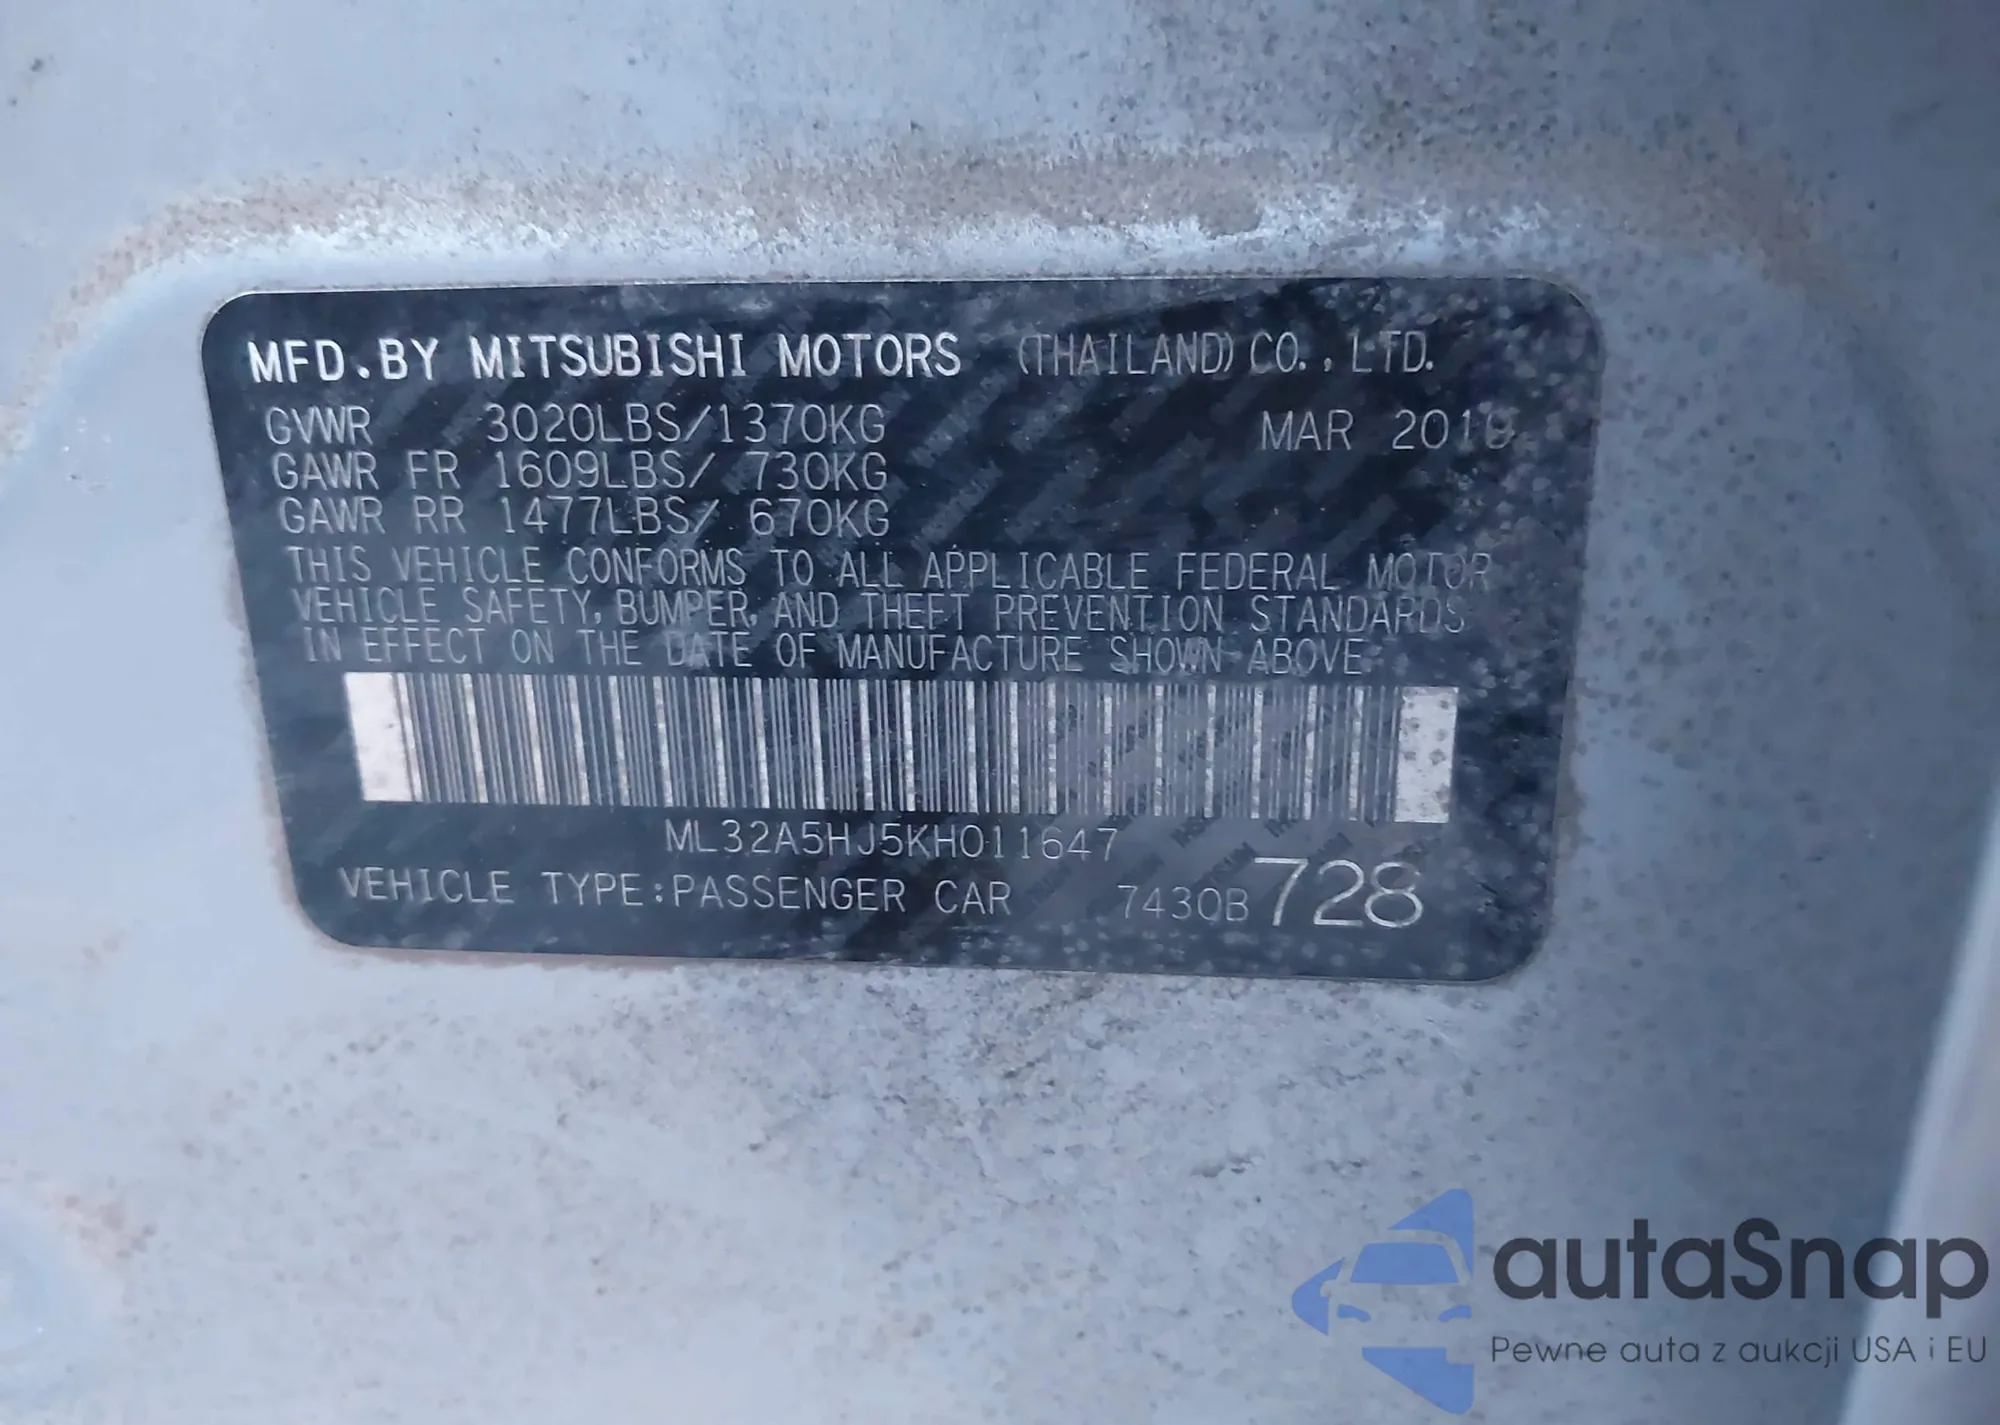 MFD.BY MITSUBISHI MOTORS (THAILAND) CO.,LTD.
GVWR 3020LBS/1370KG MAR
GAWR FR 1609LBS/ 730KG
GAWR RR 1477LBS/ 670KG
THIS VEHICLE CONFORMS TO ALL APPLICABLE FEDERAL MOTOR
VEHICLE SAFETY, BUMPER, AND THEFT PREVENTION STANDARDS
IN EFFECT ON THE DATE OF MANUFACTURE SHOWN ABOVE
ML32A5HJ5KH011647
VEHICLE TYPE:PASSENGER CAR 7430B 728
autaSnap
Pewne auta z aukcji USA i EU